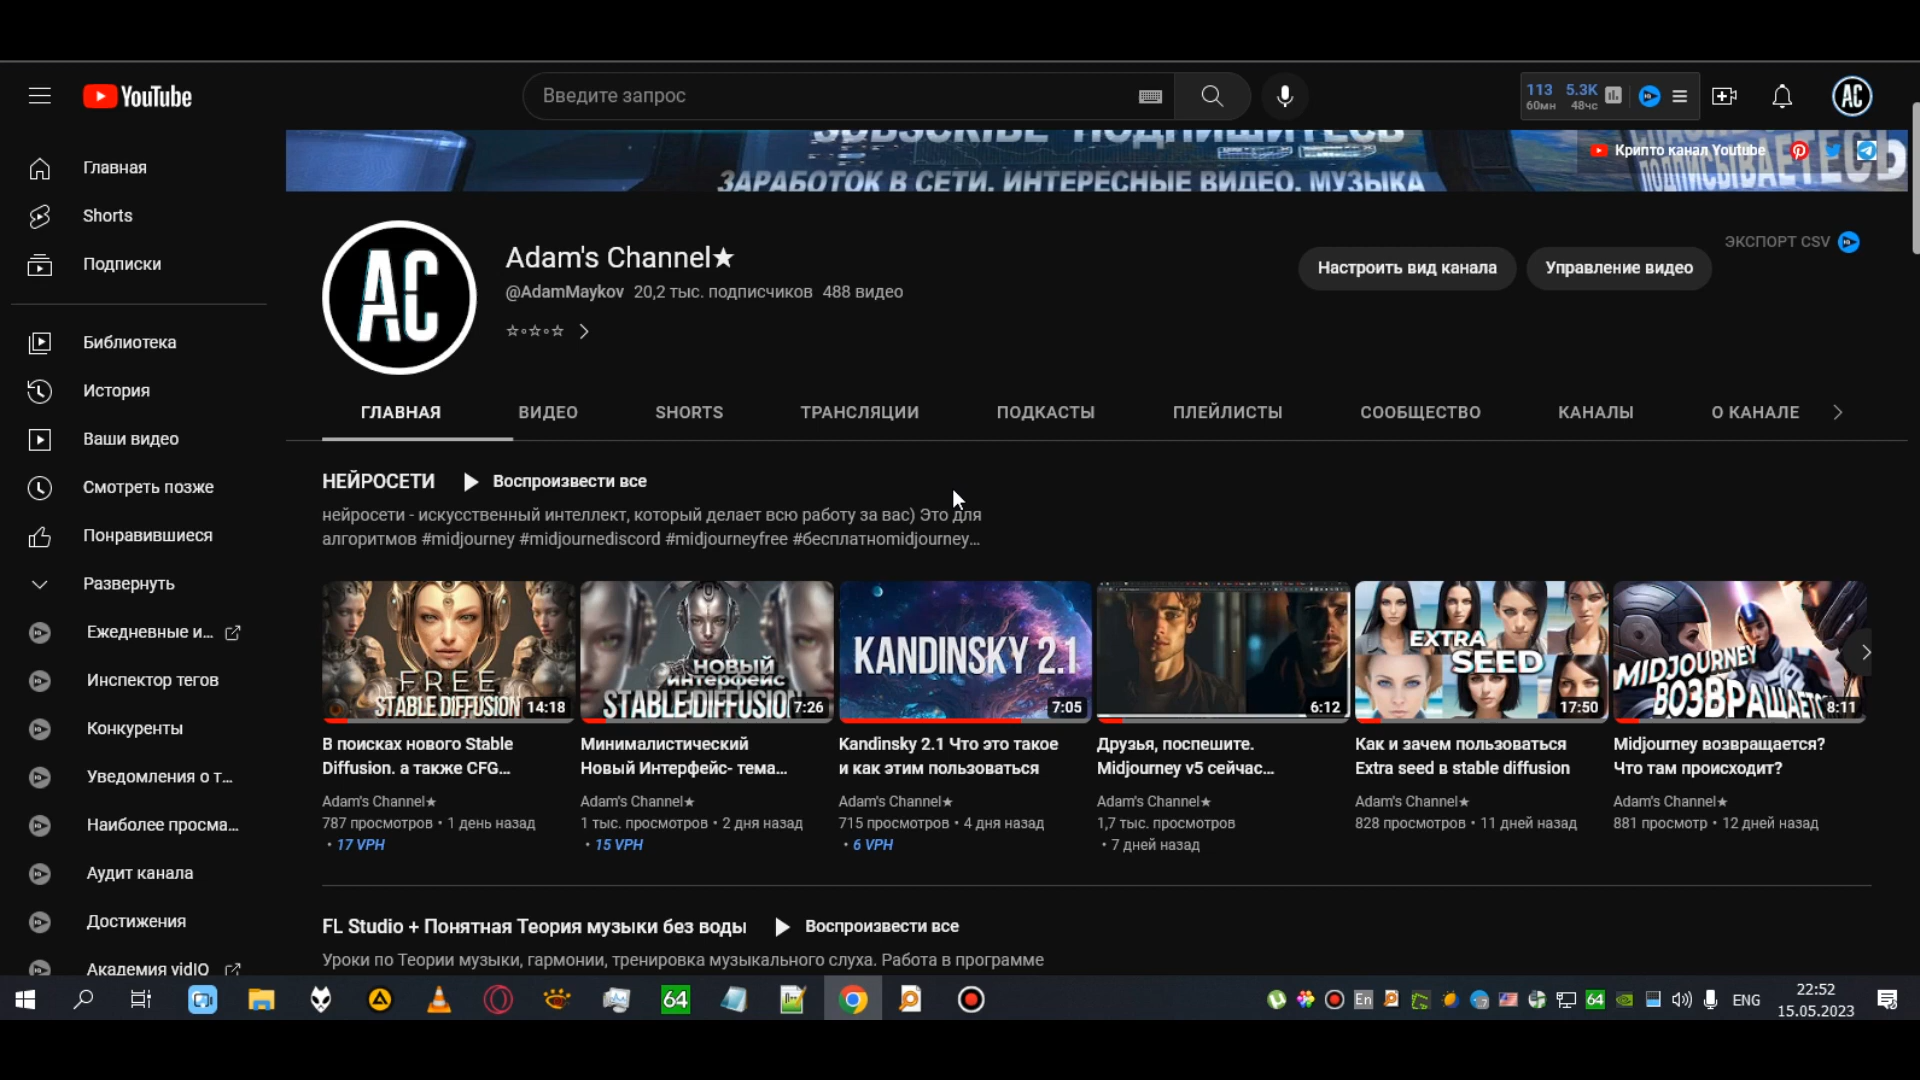 YouTube
Введите запрос
113 5.3K
60мн 48чс
AC
SUBSCRIBE ПОДПИШИТЕСЬ
Крипто канал Youtube
ЗАРАБОТОК В СЕТИ. ИНТЕРЕСНЫЕ ВИДЕО. МУЗЫКА
ПОДПИСЫВАЕТЕСЬ
Главная
Shorts
Подписки
Библиотека
История
Ваши видео
Смотреть позже
Понравившиеся
Развернуть
Ежедневные и...
Инспектор тегов
Конкуренты
Уведомления о т...
Наиболее просма...
Аудит канала
Достижения
Академия vidIQ
AC
Adam's Channel★
@AdamMaykov 20,2 тыс. подписчиков 488 видео
☆∘☆∘☆
Настроить вид канала
Управление видео
ЭКСПОРТ CSV
ГЛАВНАЯ ВИДЕО SHORTS ТРАНСЛЯЦИИ ПОДКАСТЫ ПЛЕЙЛИСТЫ СООБЩЕСТВО КАНАЛЫ О КАНАЛЕ
НЕЙРОСЕТИ Воспроизвести все
нейросети - искусственный интеллект, который делает всю работу за вас) Это для
алгоритмов #midjourney #midjournediscord #midjourneyfree #бесплатноmidjourney...
FREE
STABLE DIFFUSION
14:18
В поисках нового Stable
Diffusion. а также CFG...
Adam's Channel★
787 просмотров • 1 день назад
• 17 VPH
НОВЫЙ
ИНТЕРФЕЙС
STABLE DIFFUSION
7:26
Минималистический
Новый Интерфейс- тема...
Adam's Channel★
1 тыс. просмотров • 2 дня назад
• 15 VPH
KANDINSKY 2.1
7:05
Kandinsky 2.1 Что это такое
и как этим пользоваться
Adam's Channel★
715 просмотров • 4 дня назад
• 6 VPH
6:12
Друзья, поспешите.
Midjourney v5 сейчас...
Adam's Channel★
1,7 тыс. просмотров
• 7 дней назад
EXTRA
SEED
17:50
Как и зачем пользоваться
Extra seed в stable diffusion
Adam's Channel★
828 просмотров • 11 дней назад
MIDJOURNEY
ВОЗВРАЩАЕТ
8:11
Midjourney возвращается?
Что там происходит?
Adam's Channel★
881 просмотр • 12 дней назад
FL Studio + Понятная Теория музыки без воды Воспроизвести все
Уроки по Теории музыки, гармонии, тренировка музыкального слуха. Работа в программе
64
En
64
ENG
22:52
15.05.2023